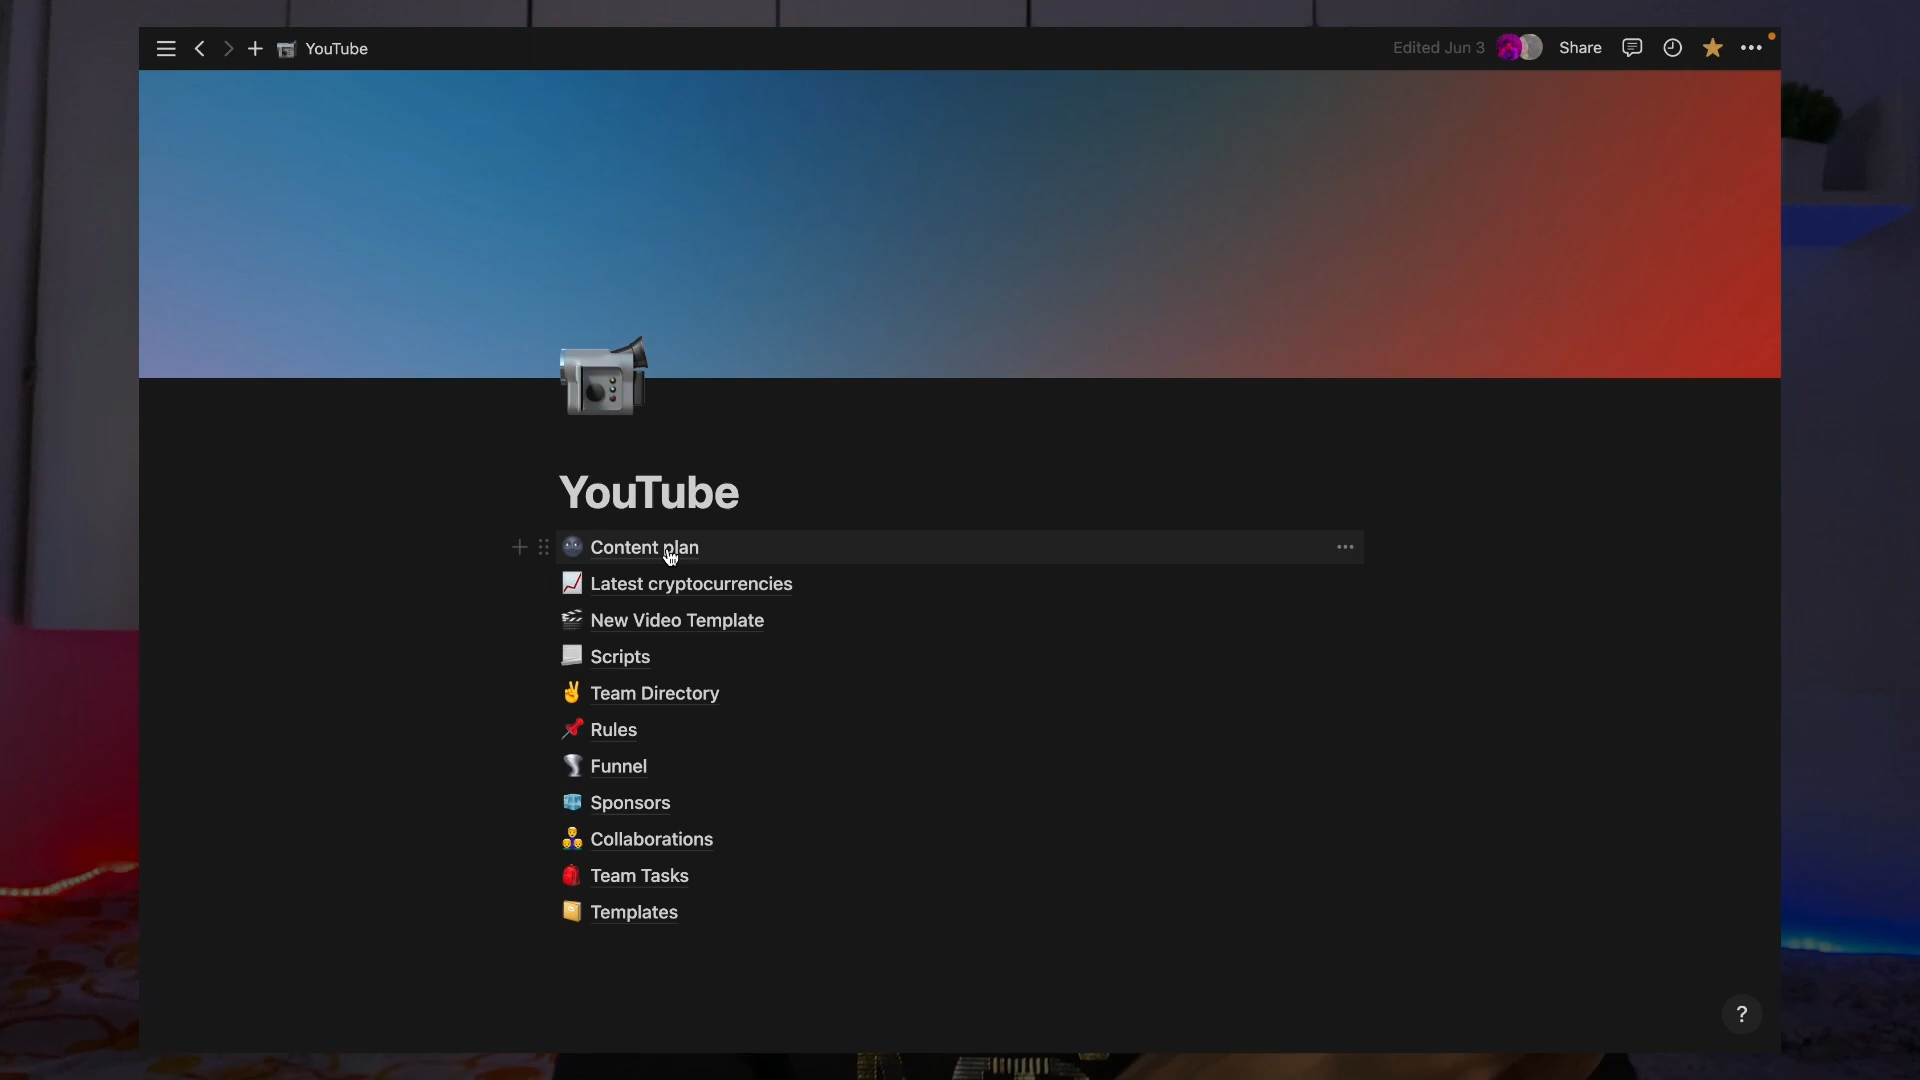 YouTube
Edited Jun 3
Share
YouTube
Content plan
Latest cryptocurrencies
New Video Template
Scripts
Team Directory
Rules
Funnel
Sponsors
Collaborations
Team Tasks
Templates
?